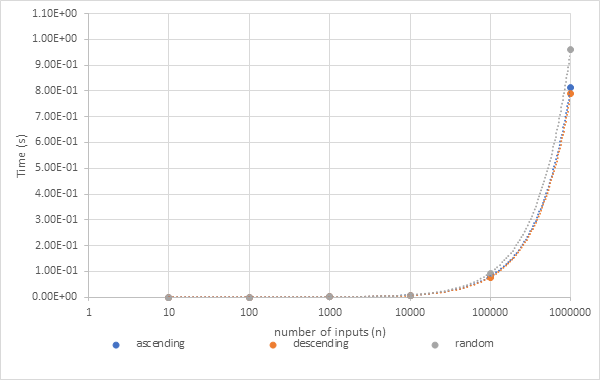 1.10E+00
1.00E+00
9.00E-01
8.00E-01
7.00E-01
6.00E-01
5.00E-01
4.00E-01
3.00E-01
2.00E-01
1.00E-01
0.00E+00
Time (s)
1 10 100 1000 10000 100000 1000000
number of inputs (n)
ascending descending random